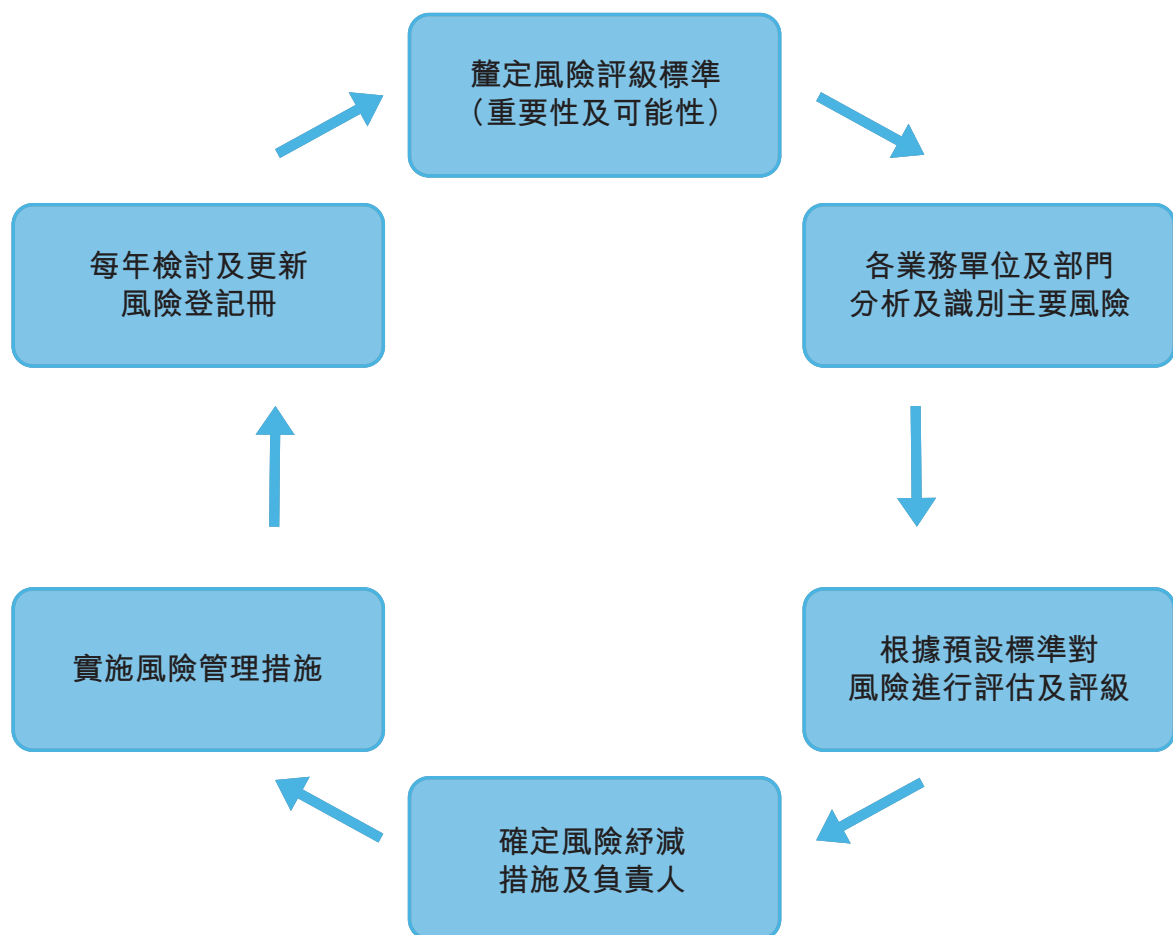 釐定風險評級標準
（重要性及可能性）
各業務單位及部門
分析及識別主要風險
根據預設標準對
風險進行評估及評級
確定風險紓減
措施及負責人
實施風險管理措施
每年檢討及更新
風險登記冊